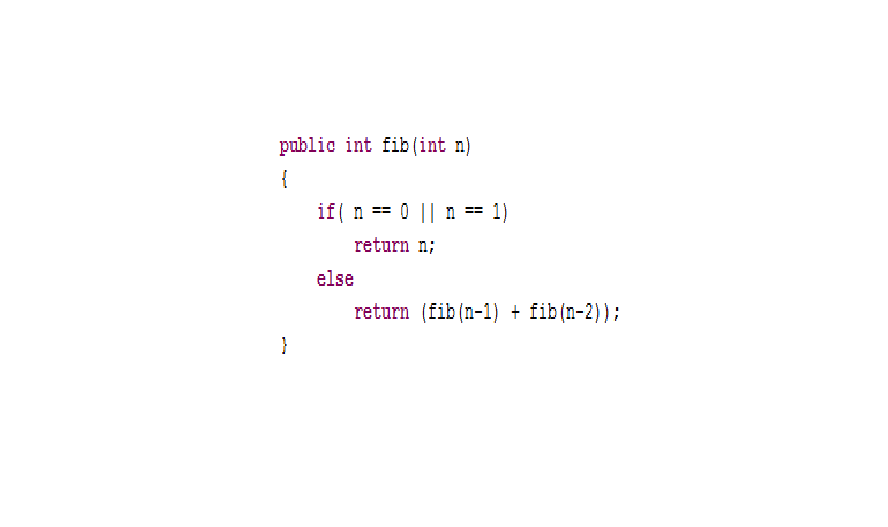 public int fib(int n)
{
if( n == 0 || n == 1)
return n;
else
return (fib(n-1) + fib(n-2));
}